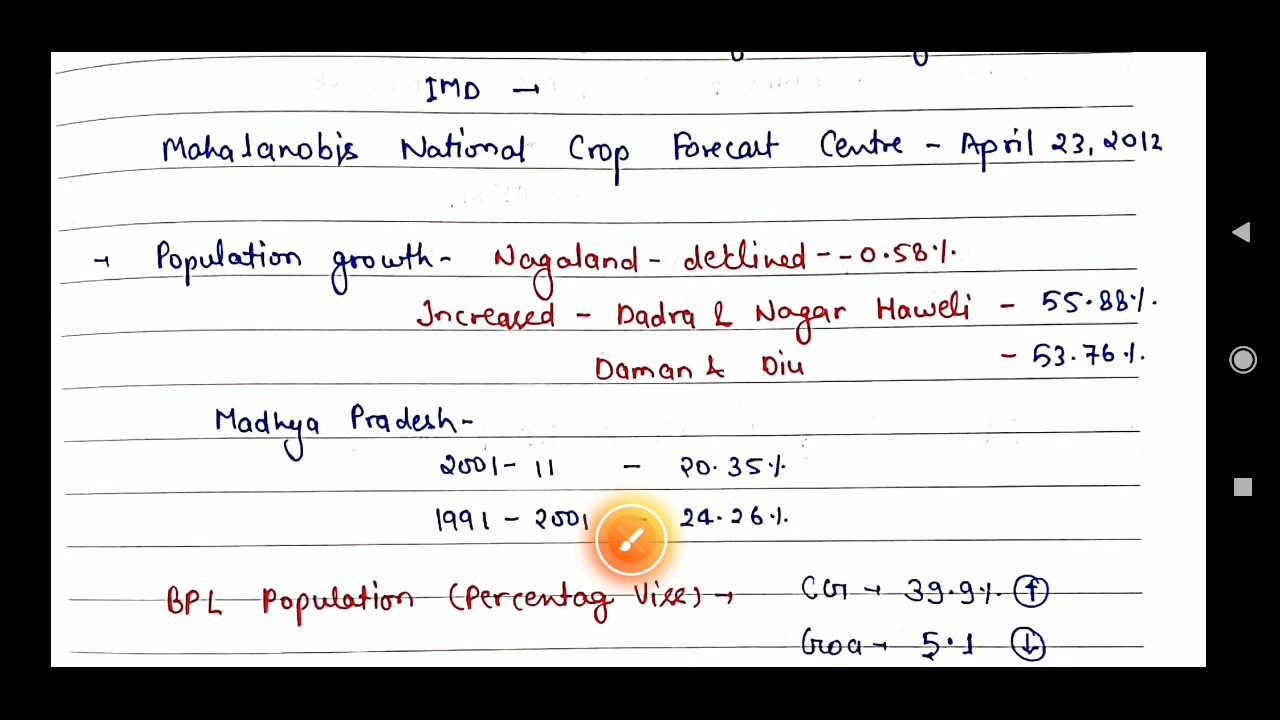 IMD →
Mahalanobis National Crop Forecast Centre - April 23, 2012
→ Population growth - Nagaland - declined - -0.58%.
Increased - Dadra & Nagar Haweli - 55.88%.
Daman & Diu - 53.76%.
Madhya Pradesh -
2001 - 11 - 20.35%
1991 - 2001 - 24.26%.
BPL Population (Percentag Vise) → CG → 39.9%. ↑
Goa → 5.1 ↓